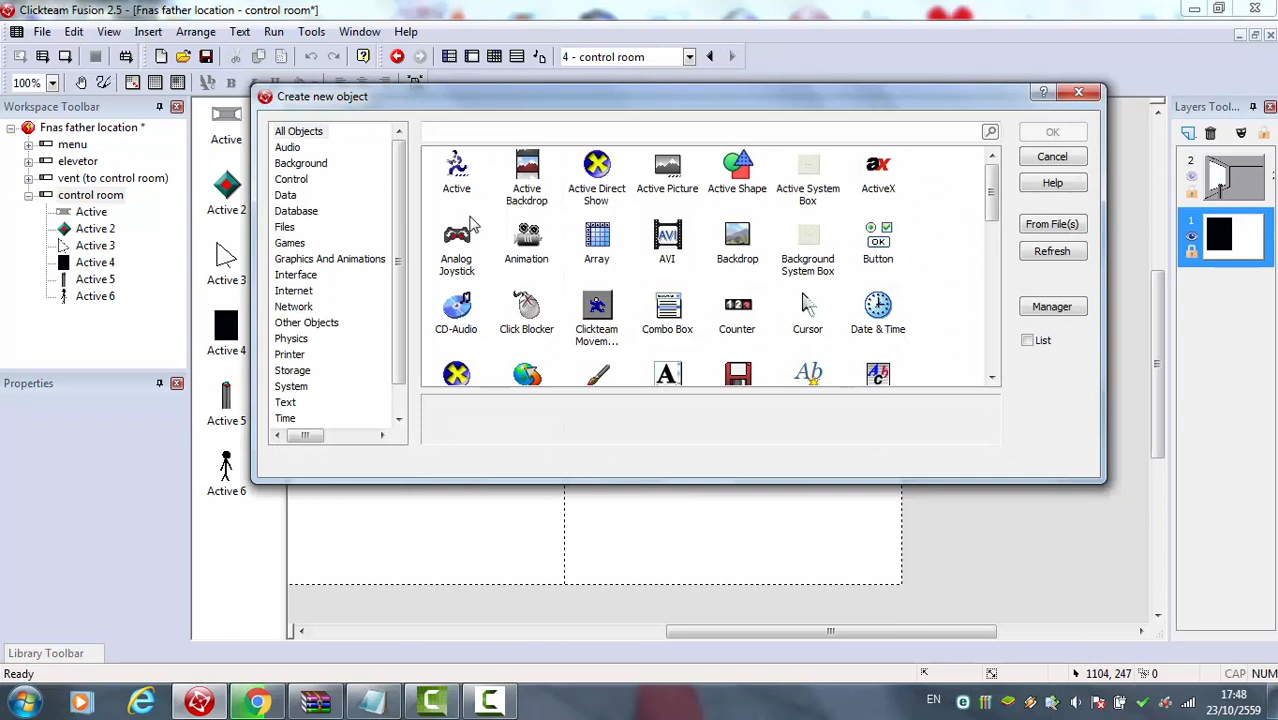 Clickteam Fusion 2.5 - [Fnas father location - control room*]
File Edit View Insert Arrange Text Run Tools Window Help
4 - control room
100%
Workspace Toolbar
Fnas father location *
menu
elevetor
vent (to control room)
control room
Active
Active 2
Active 3
Active 4
Active 5
Active 6
Properties
Library Toolbar
Active
Active 2
Active 3
Active 4
Active 5
Active 6
Create new object
All Objects
Audio
Background
Control
Data
Database
Files
Games
Graphics And Animations
Interface
Internet
Network
Other Objects
Physics
Printer
Storage
System
Text
Time
Active
Active Backdrop
Active Direct Show
Active Picture
Active Shape
Active System Box
ActiveX
Analog Joystick
Animation
Array
AVI
Backdrop
Background System Box
Button
CD-Audio
Click Blocker
Clickteam Movem...
Combo Box
Counter
Cursor
Date & Time
OK
Cancel
Help
From File(s)
Refresh
Manager
List
Layers Tool...
2
1
Ready
1104, 247
0
CAP
NUM
EN
17:48
23/10/2559